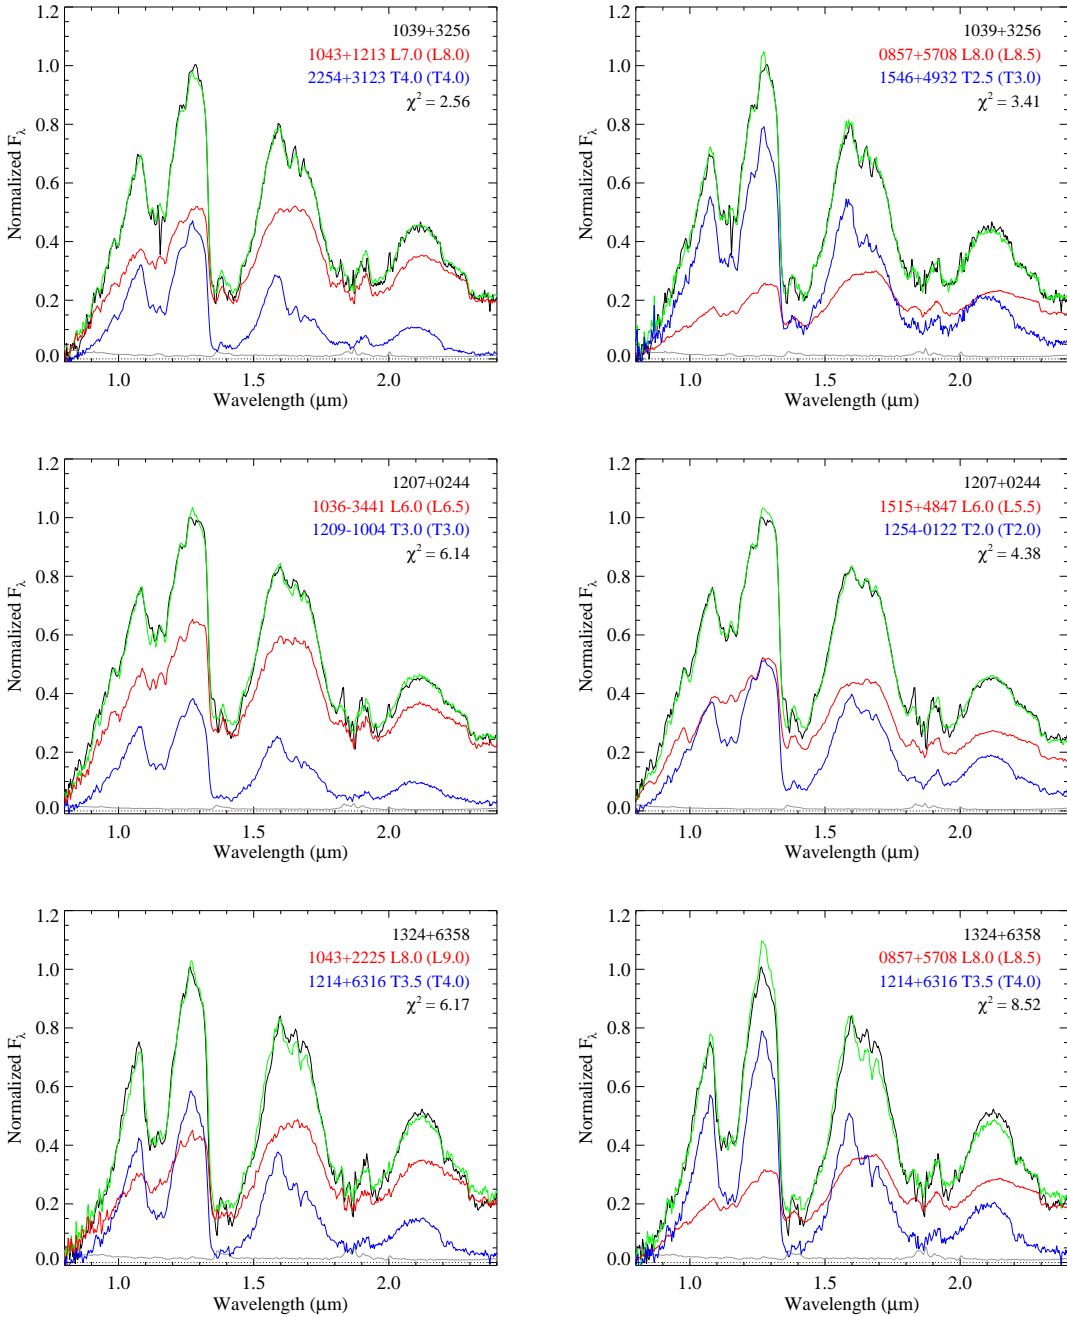 1039+3256
1043+1213 L7.0 (L8.0)
2254+3123 T4.0 (T4.0)
χ² = 2.56
Normalized Fλ
1.2
1.0
0.8
0.6
0.4
0.2
0.0
1.0 1.5 2.0
Wavelength (μm)
1039+3256
0857+5708 L8.0 (L8.5)
1546+4932 T2.5 (T3.0)
χ² = 3.41
Normalized Fλ
1.2
1.0
0.8
0.6
0.4
0.2
0.0
1.0 1.5 2.0
Wavelength (μm)
1207+0244
1036-3441 L6.0 (L6.5)
1209-1004 T3.0 (T3.0)
χ² = 6.14
Normalized Fλ
1.2
1.0
0.8
0.6
0.4
0.2
0.0
1.0 1.5 2.0
Wavelength (μm)
1207+0244
1515+4847 L6.0 (L5.5)
1254-0122 T2.0 (T2.0)
χ² = 4.38
Normalized Fλ
1.2
1.0
0.8
0.6
0.4
0.2
0.0
1.0 1.5 2.0
Wavelength (μm)
1324+6358
1043+2225 L8.0 (L9.0)
1214+6316 T3.5 (T4.0)
χ² = 6.17
Normalized Fλ
1.2
1.0
0.8
0.6
0.4
0.2
0.0
1.0 1.5 2.0
Wavelength (μm)
1324+6358
0857+5708 L8.0 (L8.5)
1214+6316 T3.5 (T4.0)
χ² = 8.52
Normalized Fλ
1.2
1.0
0.8
0.6
0.4
0.2
0.0
1.0 1.5 2.0
Wavelength (μm)